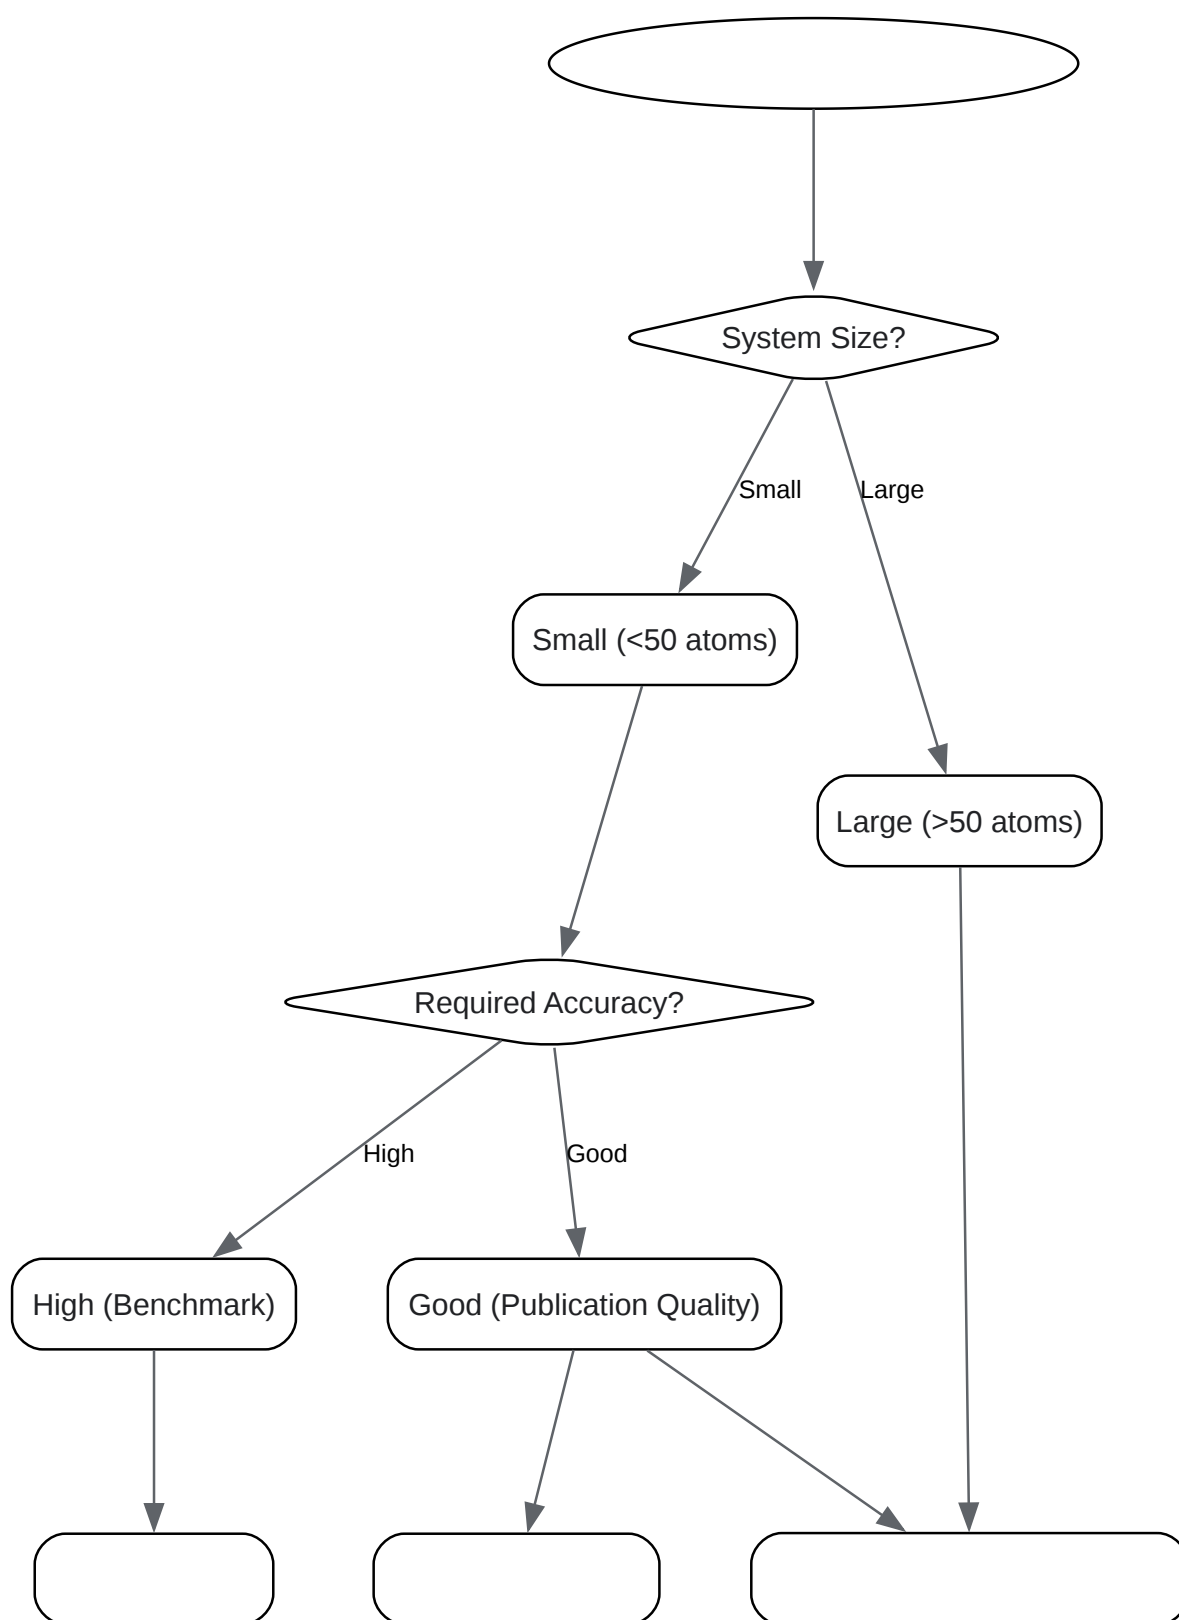 System Size?
Small
Large
Small (<50 atoms)
Large (>50 atoms)
Required Accuracy?
High
Good
High (Benchmark)
Good (Publication Quality)